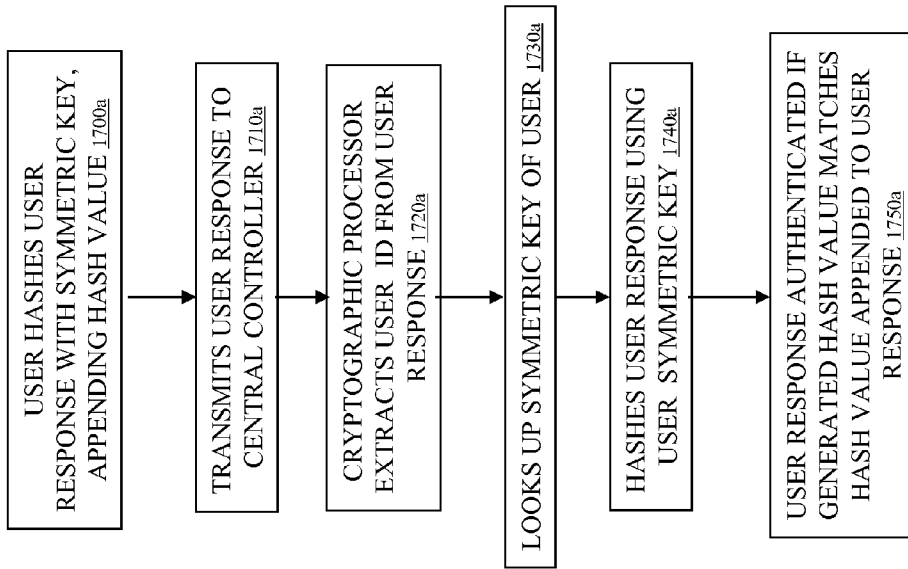 USER HASHES USER
RESPONSE WITH SYMMETRIC KEY,
APPENDING HASH VALUE 1700a
TRANSMITS USER RESPONSE TO
CENTRAL CONTROLLER 1710a
CRYPTOGRAPHIC PROCESSOR
EXTRACTS USER ID FROM USER
RESPONSE 1720a
LOOKS UP SYMMETRIC KEY OF USER 1730a
HASHES USER RESPONSE USING
USER SYMMETRIC KEY 1740a
USER RESPONSE AUTHENTICATED IF
GENERATED HASH VALUE MATCHES
HASH VALUE APPENDED TO USER
RESPONSE 1750a